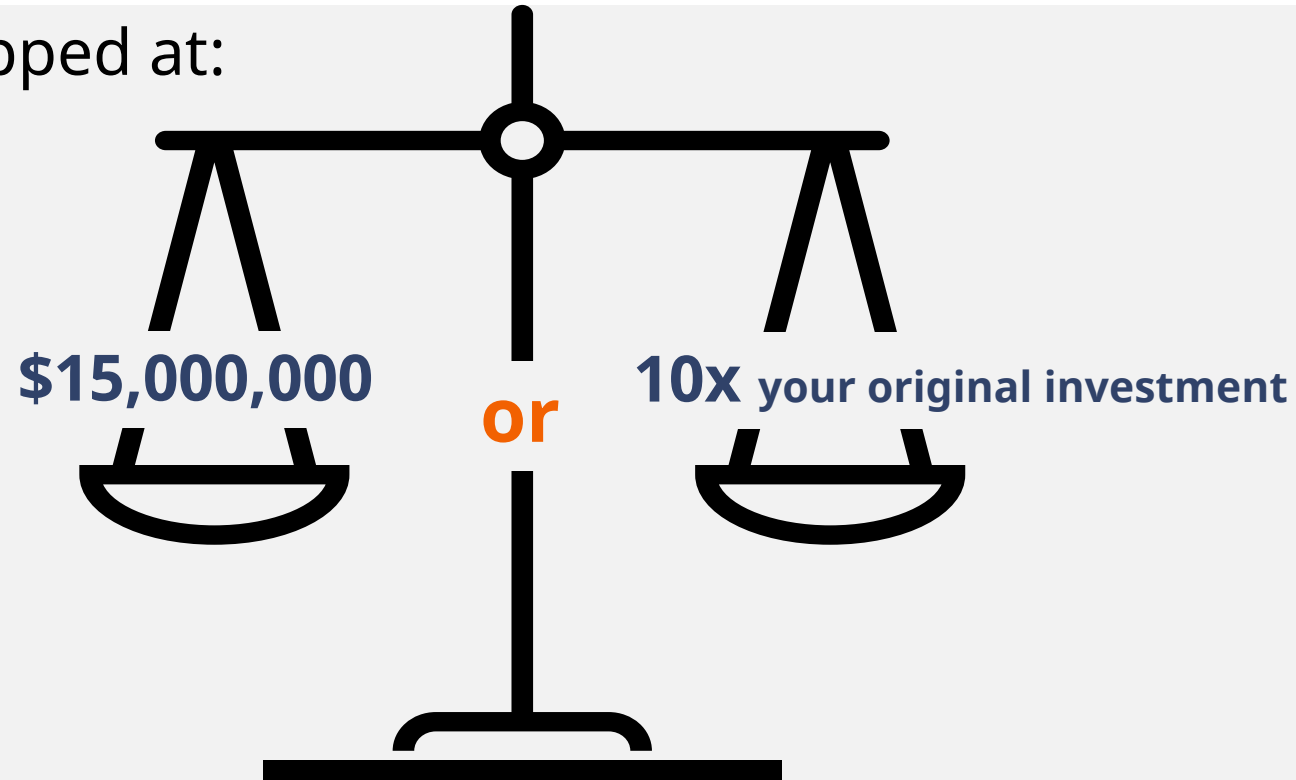 pped at:
$15,000,000
or
10x your original investment